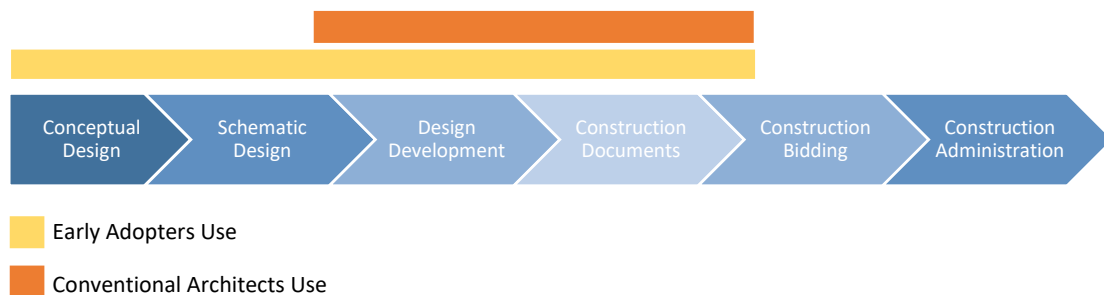 Conceptual
Design
Schematic
Design
Design
Development
Construction
Documents
Construction
Bidding
Construction
Administration
Early Adopters Use
Conventional Architects Use